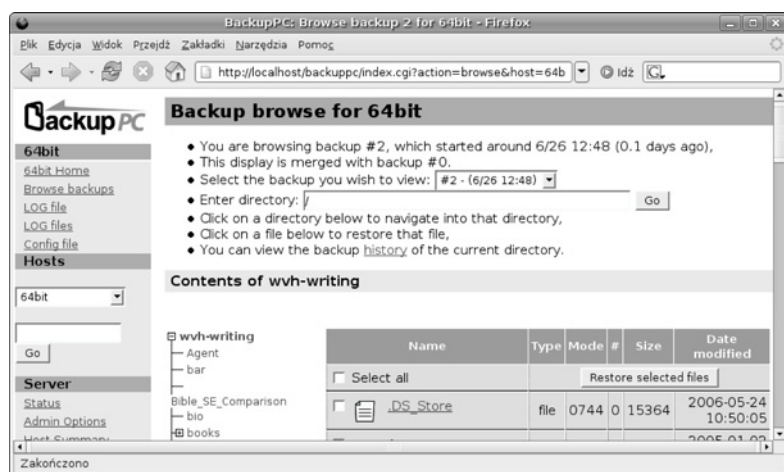 BackupPC: Browse backup 2 for 64bit - Firefox
Plik Edycja Widok Przejdź Zakładki Narzędzia Pomoc
http://localhost/backuppc/index.cgi?action=browse&host=64b
Idź
BackupPC
64bit
64bit Home
Browse backups
LOG file
LOG files
Config file
Hosts
64bit
Go
Server
Status
Admin Options
Backup browse for 64bit
You are browsing backup #2, which started around 6/26 12:48 (0.1 days ago),
This display is merged with backup #0.
Select the backup you wish to view: #2 - (6/26 12:48)
Enter directory: / Go
Click on a directory below to navigate into that directory,
Click on a file below to restore that file,
You can view the backup history of the current directory.
Contents of wvh-writing
wvh-writing
Agent
bar
Bible_SE_Comparison
bio
books
Name Type Mode # Size Date modified
Select all Restore selected files
.DS_Store file 0744 0 15364 2006-05-24 10:50:05
Zakończono